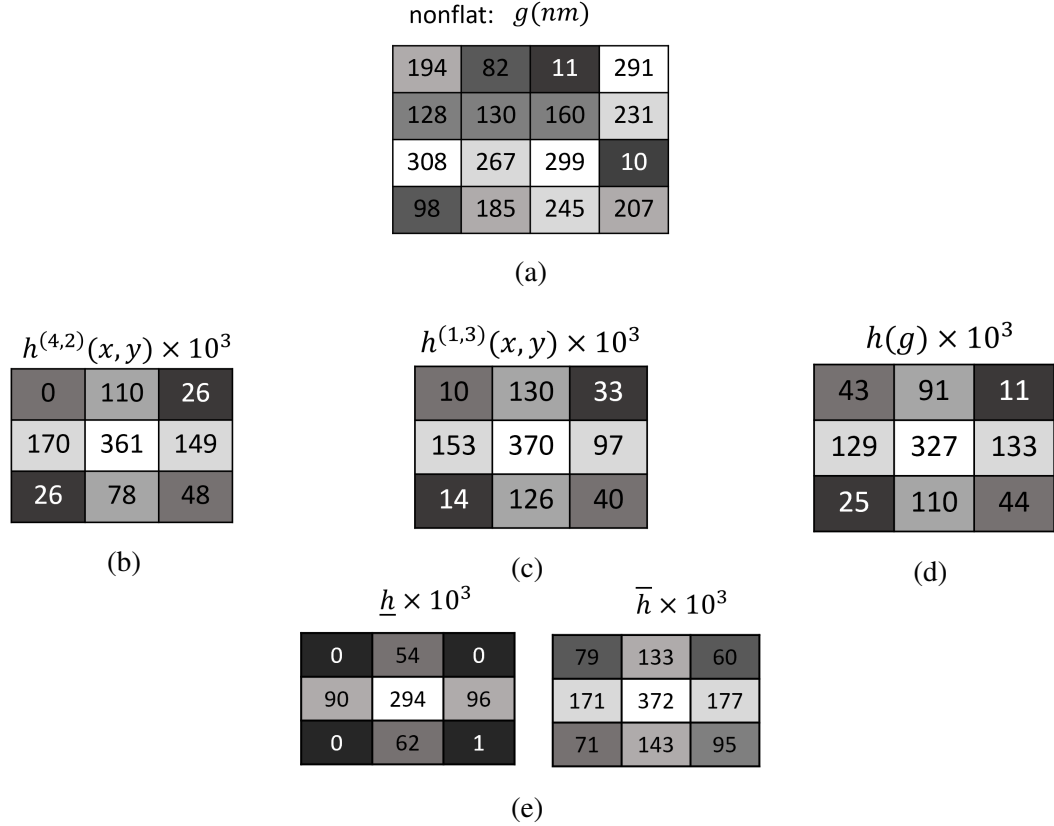 nonflat: g(nm)
194 82 11 291
128 130 160 231
308 267 299 10
98 185 245 207
(a)
h^(4,2)(x, y) × 10^3
0 110 26
170 361 149
26 78 48
(b)
h^(1,3)(x, y) × 10^3
10 130 33
153 370 97
14 126 40
(c)
h(g) × 10^3
43 91 11
129 327 133
25 110 44
(d)
h̲ × 10^3
0 54 0
90 294 96
0 62 1
h̅ × 10^3
79 133 60
171 372 177
71 143 95
(e)